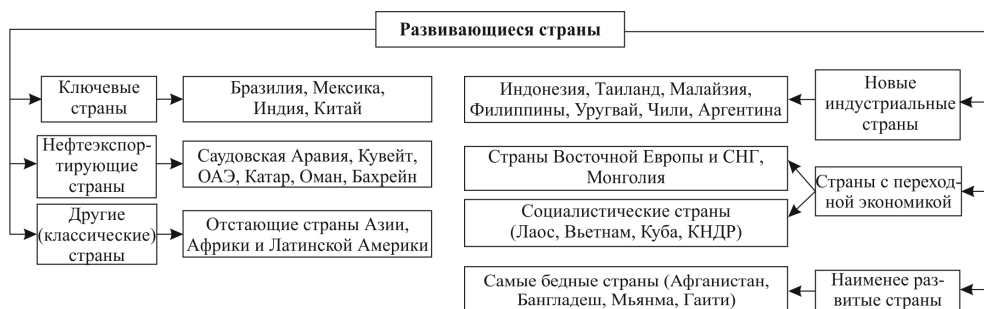 Развивающиеся страны
Ключевые
страны
Бразилия, Мексика,
Индия, Китай
Нефтеэкспор-
тирующие
страны
Саудовская Аравия, Кувейт,
ОАЭ, Катар, Оман, Бахрейн
Другие
(классические)
страны
Отстающие страны Азии,
Африки и Латинской Америки
Индонезия, Таиланд, Малайзия,
Филиппины, Уругвай, Чили, Аргентина
Новые
индустриальные
страны
Страны Восточной Европы и СНГ,
Монголия
Социалистические страны
(Лаос, Вьетнам, Куба, КНДР)
Страны с переход-
ной экономикой
Самые бедные страны (Афганистан,
Бангладеш, Мьянма, Гаити)
Наименее раз-
витые страны